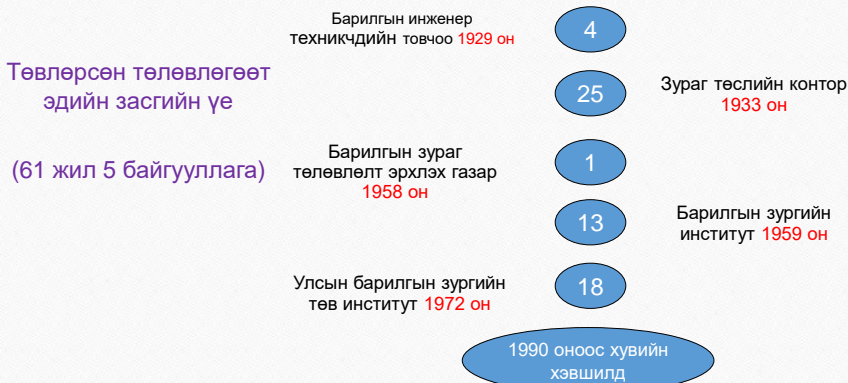 Барилгын инженер
техникчдийн товчоо 1929 он
4
Төвлөрсөн төлөвлөгөөт
эдийн засгийн үе
25
Зураг төслийн контор
1933 он
(61 жил 5 байгууллага)
Барилгын зураг
төлөвлөлт эрхлэх газар
1958 он
1
13
Барилгын зургийн
институт 1959 он
Улсын барилгын зургийн
төв институт 1972 он
18
1990 оноос хувийн
хэвшилд